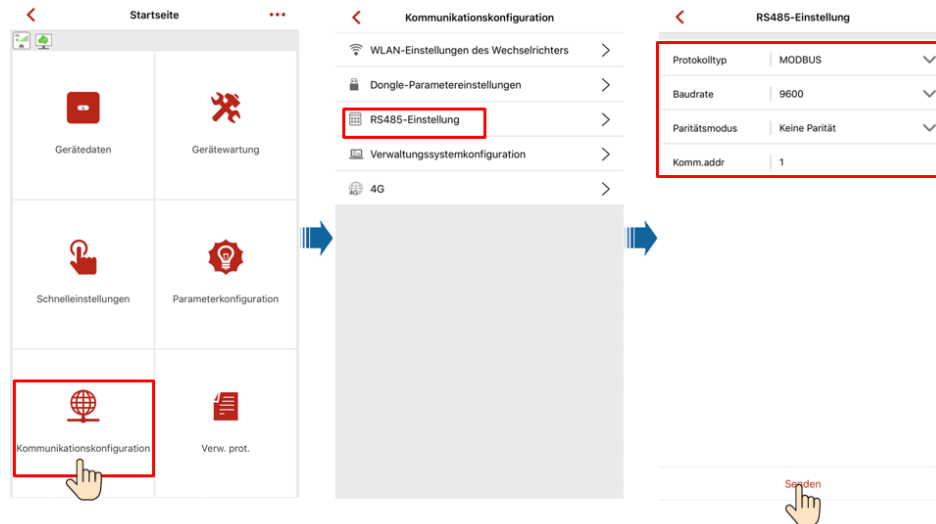 Startseite
Gerätedaten
Gerätewartung
Schnelleinstellungen
Parameterkonfiguration
Kommunikationskonfiguration
Verw. prot.
Kommunikationskonfiguration
WLAN-Einstellungen des Wechselrichters
Dongle-Parametereinstellungen
RS485-Einstellung
Verwaltungssystemkonfiguration
4G 4G
RS485-Einstellung
Protokolltyp MODBUS
Baudrate 9600
Paritätsmodus Keine Parität
Komm.addr 1
Senden